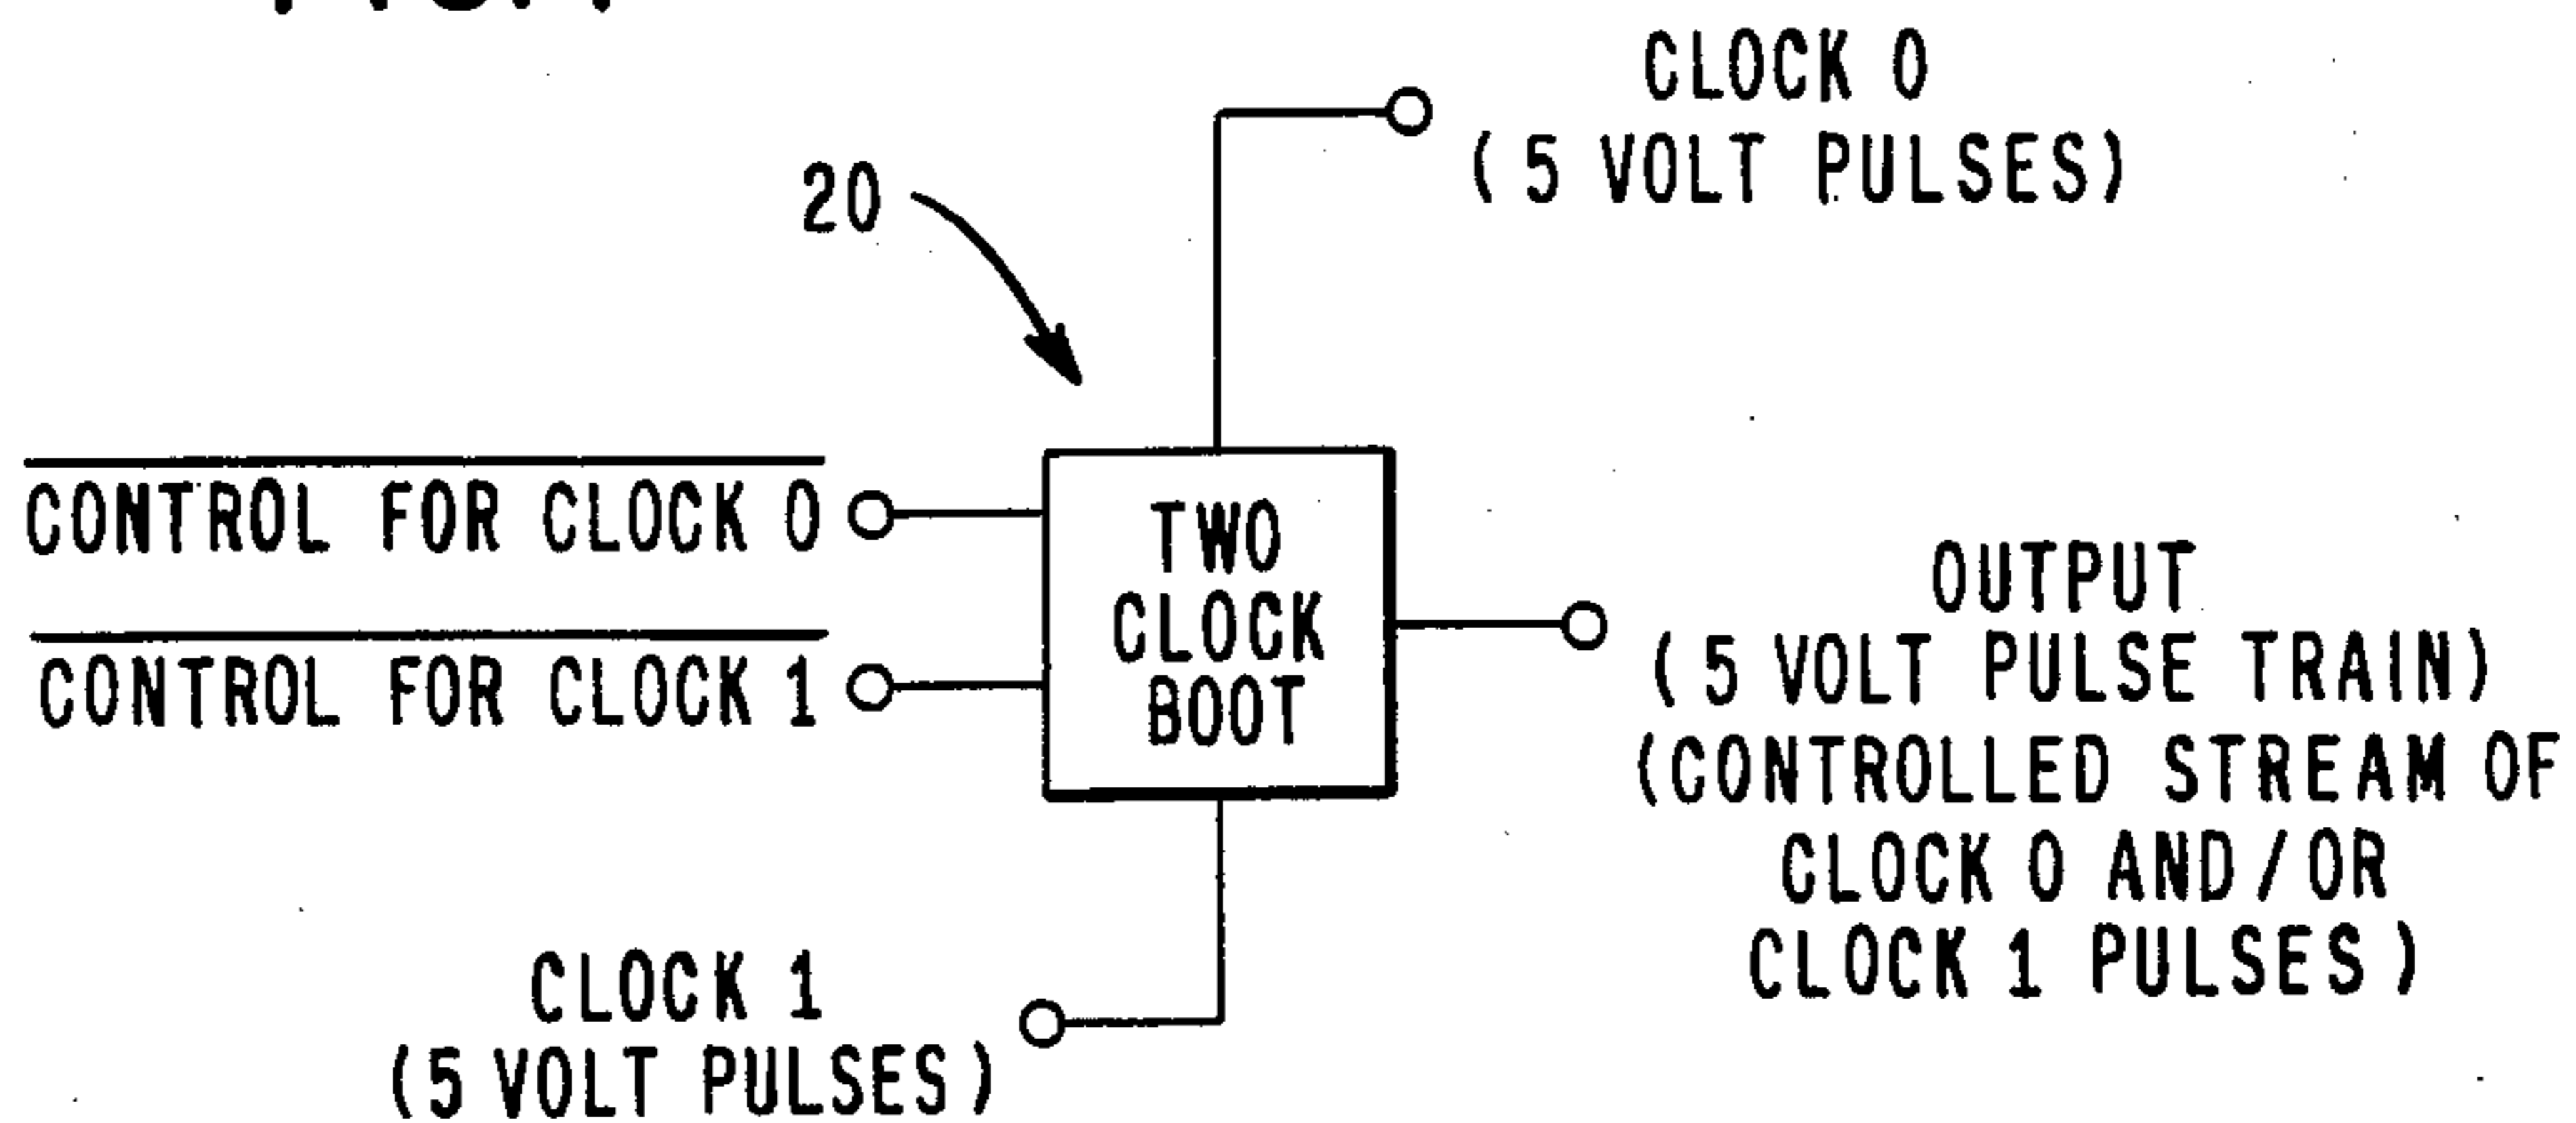 CLOCK 0
(5 VOLT PULSES)
20
CONTROL FOR CLOCK 0
CONTROL FOR CLOCK 1
TWO
CLOCK
BOOT
OUTPUT
(5 VOLT PULSE TRAIN)
(CONTROLLED STREAM OF
CLOCK 0 AND/OR
CLOCK 1 PULSES)
CLOCK 1
(5 VOLT PULSES)